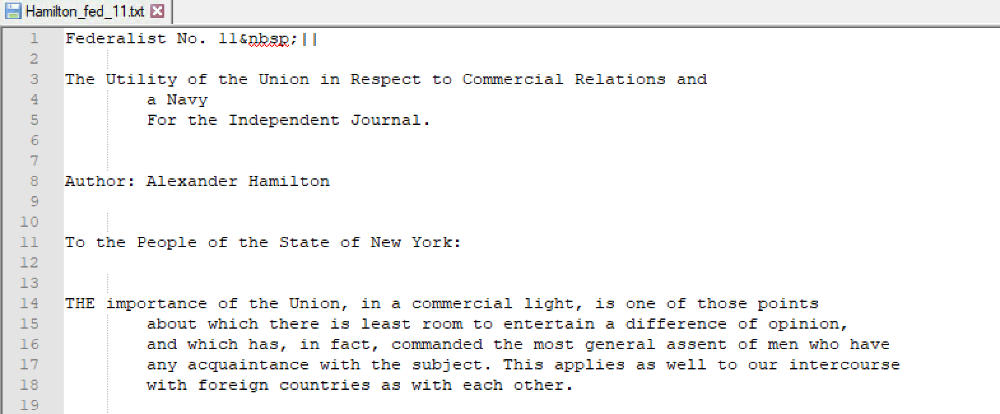 Hamilton_fed_11.txt
1 Federalist No. 11&nbsp;||
2
3 The Utility of the Union in Respect to Commercial Relations and
4 a Navy
5 For the Independent Journal.
6
7
8 Author: Alexander Hamilton
9
10
11 To the People of the State of New York:
12
13
14 THE importance of the Union, in a commercial light, is one of those points
15 about which there is least room to entertain a difference of opinion,
16 and which has, in fact, commanded the most general assent of men who have
17 any acquaintance with the subject. This applies as well to our intercourse
18 with foreign countries as with each other.
19